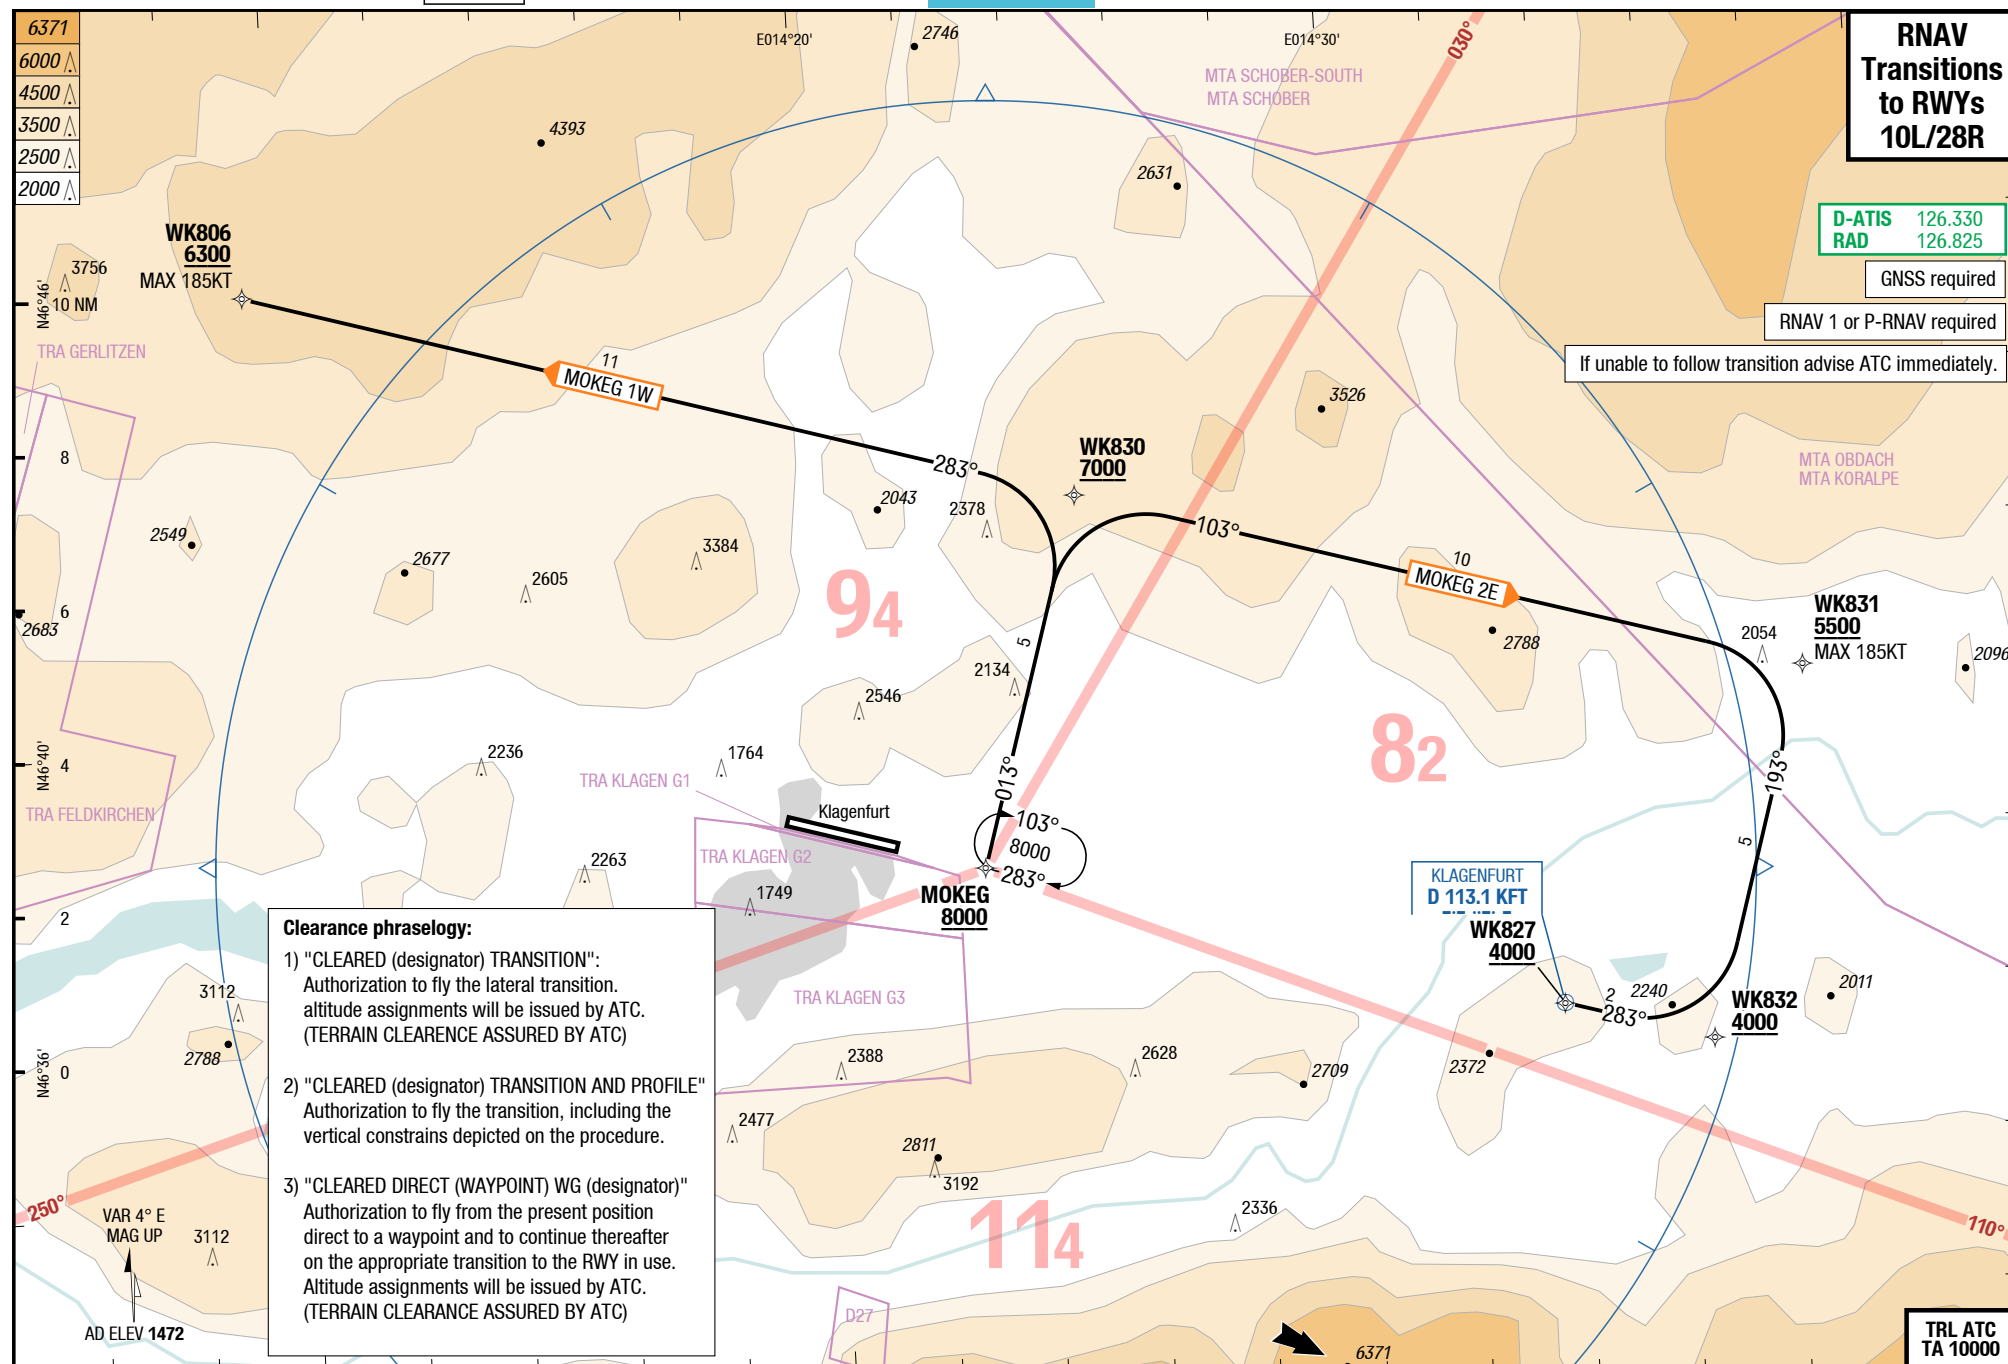 6371
6000
4500
3500
2500
2000
E014°20'
E014°30'
2746
030°
MTA SCHOBER-SOUTH
MTA SCHOBER
RNAV
Transitions
to RWYs
10L/28R
4393
2631
D-ATIS 126.330
RAD 126.825
GNSS required
RNAV 1 or P-RNAV required
If unable to follow transition advise ATC immediately.
WK806
6300
MAX 185KT
3756
N46°46'
10 NM
TRA GERLITZEN
11
MOKEG 1W
3526
WK830
7000
283°
8
MTA OBDACH
MTA KORALPE
2043
2378
103°
2549
3384
2677
2605
10
MOKEG 2E
94
6
2683
WK831
5500
MAX 185KT
2054
2096
2788
5
2134
2546
82
2236
1764
N46°40'
4
TRA KLAGEN G1
013°
193°
TRA FELDKIRCHEN
Klagenfurt
103°
8000
283°
TRA KLAGEN G2
2263
5
1749
MOKEG
8000
KLAGENFURT
D 113.1 KFT
2
WK827
4000
Clearance phraselogy:
1) "CLEARED (designator) TRANSITION":
Authorization to fly the lateral transition.
altitude assignments will be issued by ATC.
(TERRAIN CLEARENCE ASSURED BY ATC)
2) "CLEARED (designator) TRANSITION AND PROFILE"
Authorization to fly the transition, including the
vertical constrains depicted on the procedure.
3) "CLEARED DIRECT (WAYPOINT) WG (designator)"
Authorization to fly from the present position
direct to a waypoint and to continue thereafter
on the appropriate transition to the RWY in use.
Altitude assignments will be issued by ATC.
(TERRAIN CLEARANCE ASSURED BY ATC)
3112
TRA KLAGEN G3
2
2240
283°
WK832
4000
2011
2788
N46°36'
0
2388
2628
2709
2372
2477
2811
3192
250°
VAR 4° E
MAG UP
3112
114
2336
110°
AD ELEV 1472
D27
6371
TRL ATC
TA 10000